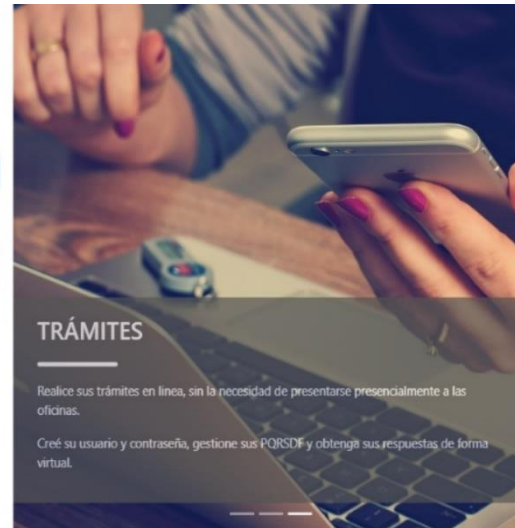 TRÁMITES
Realice sus trámites en linea, sin la necesidad de presentarse presencialmente a las
oficinas.
Creé su usuario y contraseña, gestione sus PQRSDF y obtenga sus respuestas de forma
virtual.